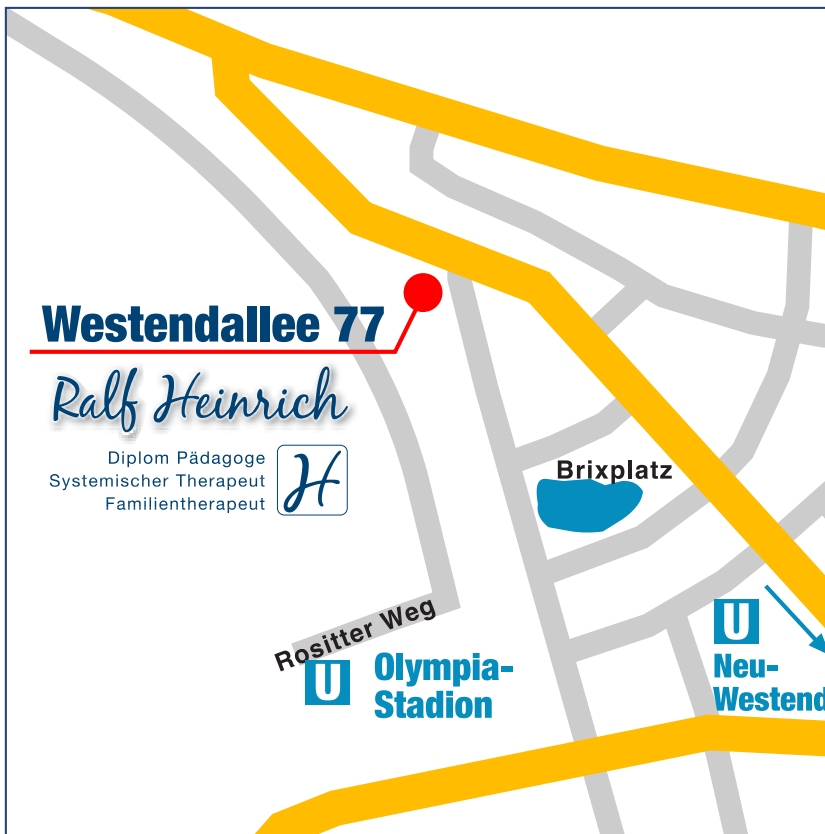 Westendallee 77
Ralf Heinrich
Diplom Pädagoge
Systemischer Therapeut
Familientherapeut
H
Brixplatz
Rositter Weg
U
Olympia-
Stadion
U
Neu-
Westend